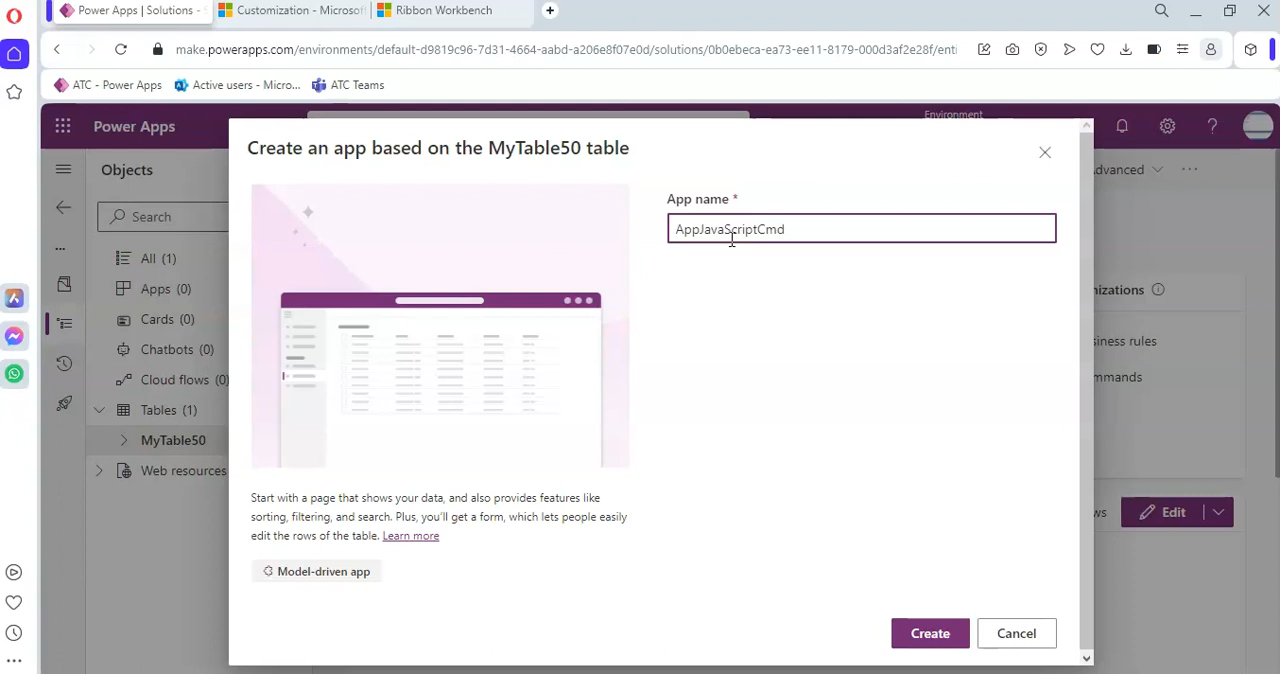 Power Apps | Solutions -
Customization - Microsof
Ribbon Workbench
make.powerapps.com/environments/default-d9819c96-7d31-4664-aabd-a206e8f07e0d/solutions/0b0ebeca-ea73-ee11-8179-000d3af2e28f/enti
ATC - Power Apps
Active users - Micro...
ATC Teams
Power Apps
Environment
Objects
Search
All (1)
Apps (0)
Cards (0)
Chatbots (0)
Cloud flows (0)
Tables (1)
MyTable50
Web resources
Create an app based on the MyTable50 table
App name *
AppJavaScriptCmd
Start with a page that shows your data, and also provides features like
sorting, filtering, and search. Plus, you'll get a form, which lets people easily
edit the rows of the table. Learn more
Model-driven app
Create
Cancel
dvanced
izations
siness rules
mmands
ws
Edit